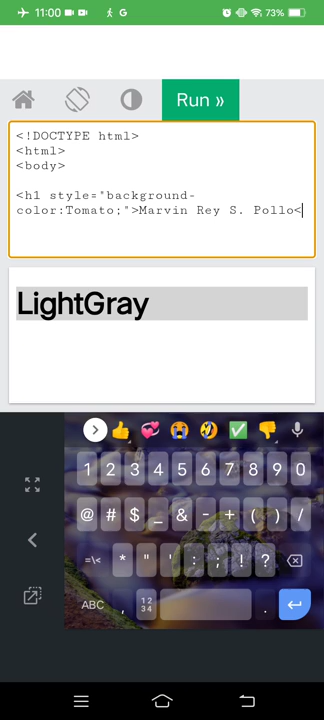 11:00
G
73%
Run »
<!DOCTYPE html>
<html>
<body>
<h1 style="background-
color:Tomato;">Marvin Rey S. Pollo<
LightGray
1 2 3 4 5 6 7 8 9 0
@ # $ _ & - + ( ) /
=\< * " ' : ; ! ?
ABC , 12 34 .